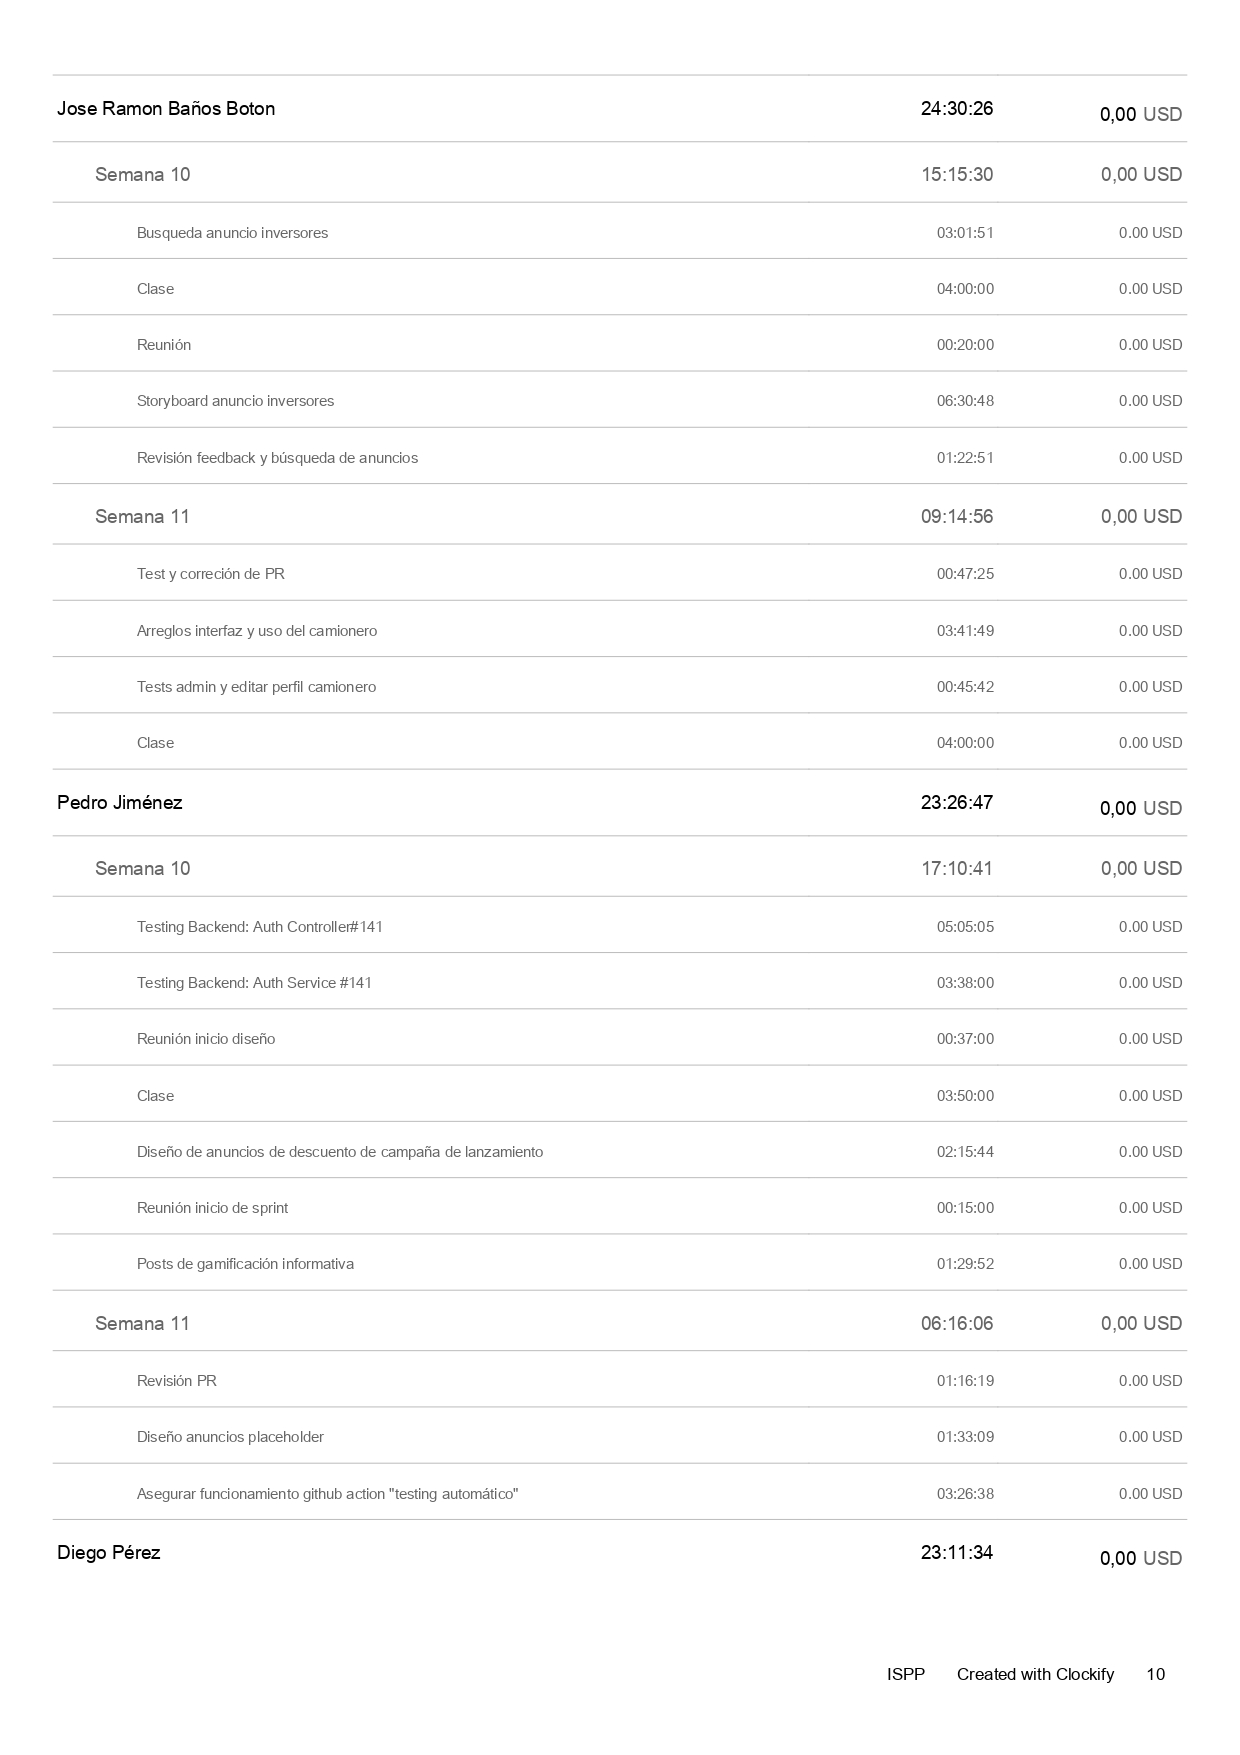 Jose Ramon Baños Boton 24:30:26 0,00 USD
Semana 10 15:15:30 0,00 USD
Busqueda anuncio inversores 03:01:51 0.00 USD
Clase 04:00:00 0.00 USD
Reunión 00:20:00 0.00 USD
Storyboard anuncio inversores 06:30:48 0.00 USD
Revisión feedback y búsqueda de anuncios 01:22:51 0.00 USD
Semana 11 09:14:56 0,00 USD
Test y correción de PR 00:47:25 0.00 USD
Arreglos interfaz y uso del camionero 03:41:49 0.00 USD
Tests admin y editar perfil camionero 00:45:42 0.00 USD
Clase 04:00:00 0.00 USD
Pedro Jiménez 23:26:47 0,00 USD
Semana 10 17:10:41 0,00 USD
Testing Backend: Auth Controller#141 05:05:05 0.00 USD
Testing Backend: Auth Service #141 03:38:00 0.00 USD
Reunión inicio diseño 00:37:00 0.00 USD
Clase 03:50:00 0.00 USD
Diseño de anuncios de descuento de campaña de lanzamiento 02:15:44 0.00 USD
Reunión inicio de sprint 00:15:00 0.00 USD
Posts de gamificación informativa 01:29:52 0.00 USD
Semana 11 06:16:06 0,00 USD
Revisión PR 01:16:19 0.00 USD
Diseño anuncios placeholder 01:33:09 0.00 USD
Asegurar funcionamiento github action "testing automático" 03:26:38 0.00 USD
Diego Pérez 23:11:34 0,00 USD
ISPP Created with Clockify 10